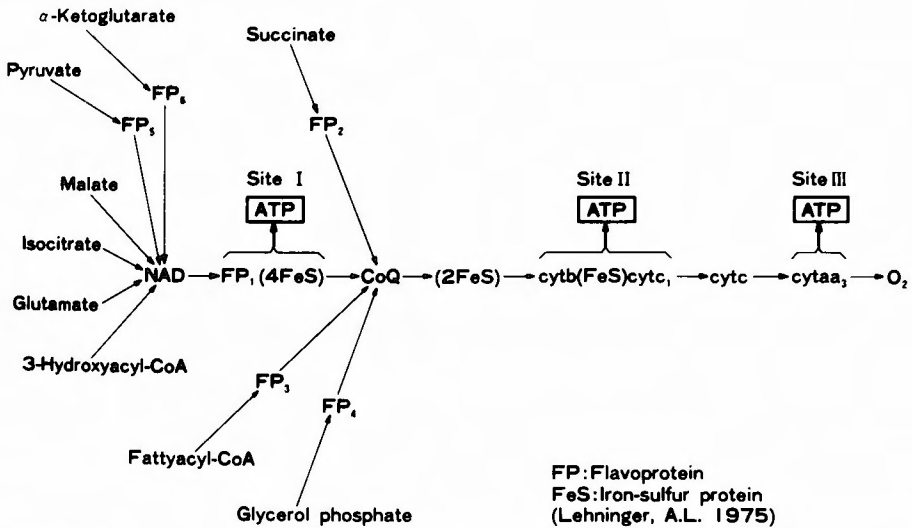 α-Ketoglutarate
Succinate
Pyruvate
FP₆
FP₅
FP₂
Malate
Site I
Site II
Site III
ATP
ATP
ATP
Isocitrate
NAD → FP₁ (4FeS) → CoQ → (2FeS) → cytb(FeS)cytc₁ → cytc → cytaa₃ → O₂
Glutamate
3-Hydroxyacyl-CoA
FP₃
FP₄
Fattyacyl-CoA
Glycerol phosphate
FP:Flavoprotein
FeS:Iron-sulfur protein
(Lehninger, A.L. 1975)